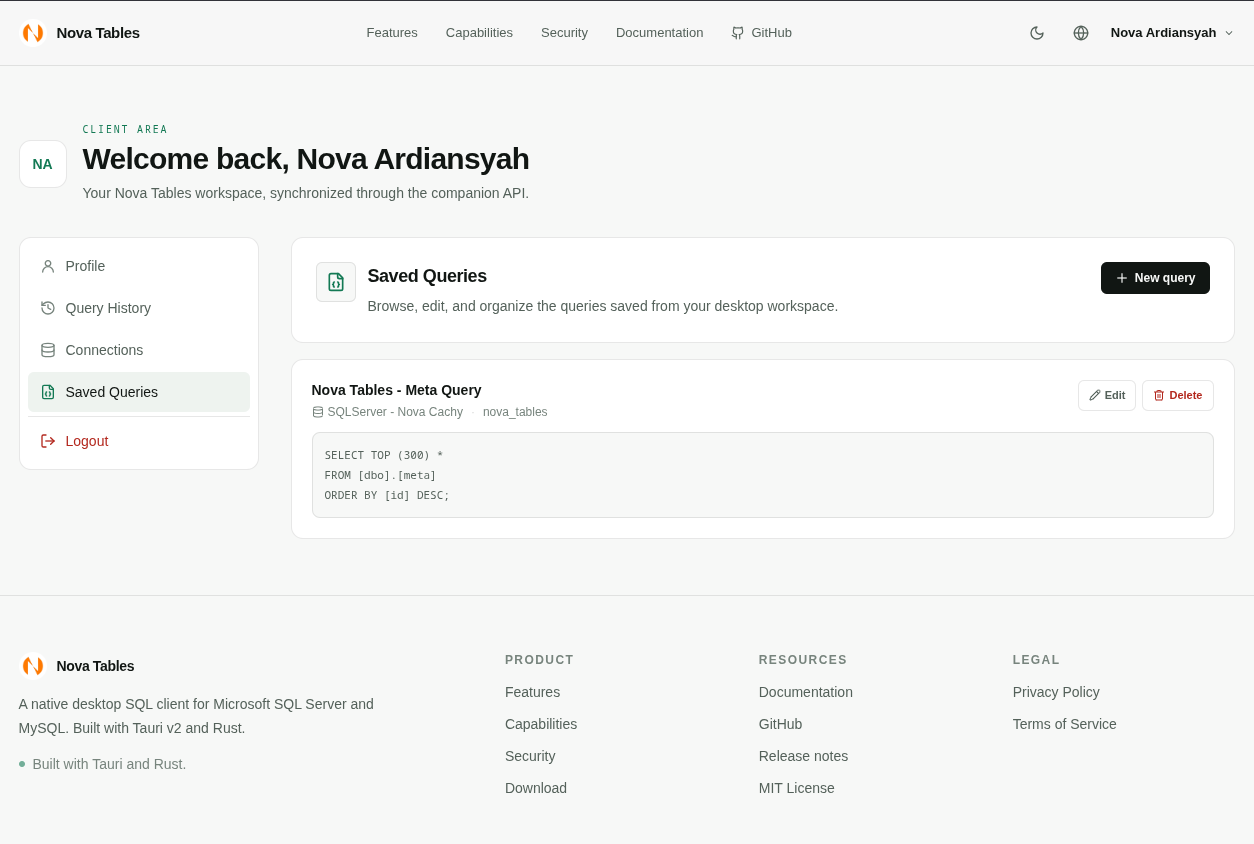 Nova Tables
Features
Capabilities
Security
Documentation
GitHub
Nova Ardiansyah
CLIENT AREA
NA
Welcome back, Nova Ardiansyah
Your Nova Tables workspace, synchronized through the companion API.
Profile
Query History
Connections
Saved Queries
Logout
Saved Queries
Browse, edit, and organize the queries saved from your desktop workspace.
New query
Nova Tables - Meta Query
SQLServer - Nova Cachy · nova_tables
Edit
Delete
SELECT TOP (300) *
FROM [dbo].[meta]
ORDER BY [id] DESC;
Nova Tables
A native desktop SQL client for Microsoft SQL Server and
MySQL. Built with Tauri v2 and Rust.
Built with Tauri and Rust.
PRODUCT
Features
Capabilities
Security
Download
RESOURCES
Documentation
GitHub
Release notes
MIT License
LEGAL
Privacy Policy
Terms of Service